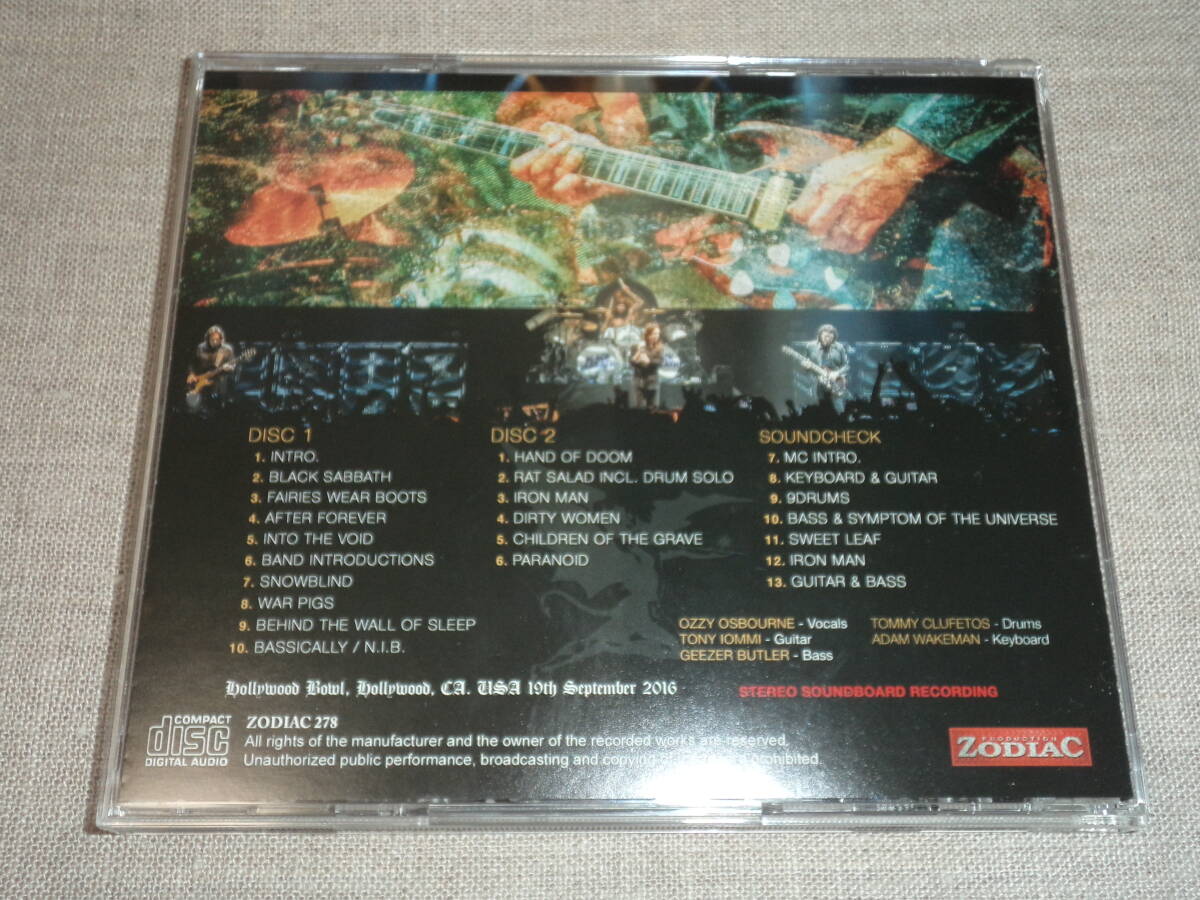 DISC 1
1. INTRO.
2. BLACK SABBATH
3. FAIRIES WEAR BOOTS
4. AFTER FOREVER
5. INTO THE VOID
6. BAND INTRODUCTIONS
7. SNOWBLIND
8. WAR PIGS
9. BEHIND THE WALL OF SLEEP
10. BASSICALLY / N.I.B.
DISC 2
1. HAND OF DOOM
2. RAT SALAD INCL. DRUM SOLO
3. IRON MAN
4. DIRTY WOMEN
5. CHILDREN OF THE GRAVE
6. PARANOID
SOUNDCHECK
7. MC INTRO.
8. KEYBOARD & GUITAR
9. 9DRUMS
10. BASS & SYMPTOM OF THE UNIVERSE
11. SWEET LEAF
12. IRON MAN
13. GUITAR & BASS
OZZY OSBOURNE - Vocals
TONY IOMMI - Guitar
GEEZER BUTLER - Bass
TOMMY CLUFETOS - Drums
ADAM WAKEMAN - Keyboard
Hollywood Bowl, Hollywood, CA. USA 19th September 2016
STEREO SOUNDBOARD RECORDING
COMPACT
disc
DIGITAL AUDIO
ZODIAC 278
All rights of the manufacturer and the owner of the recorded works are reserved.
Unauthorized public performance, broadcasting and copying of prohibited.
PRODUCTION
ZODIAC